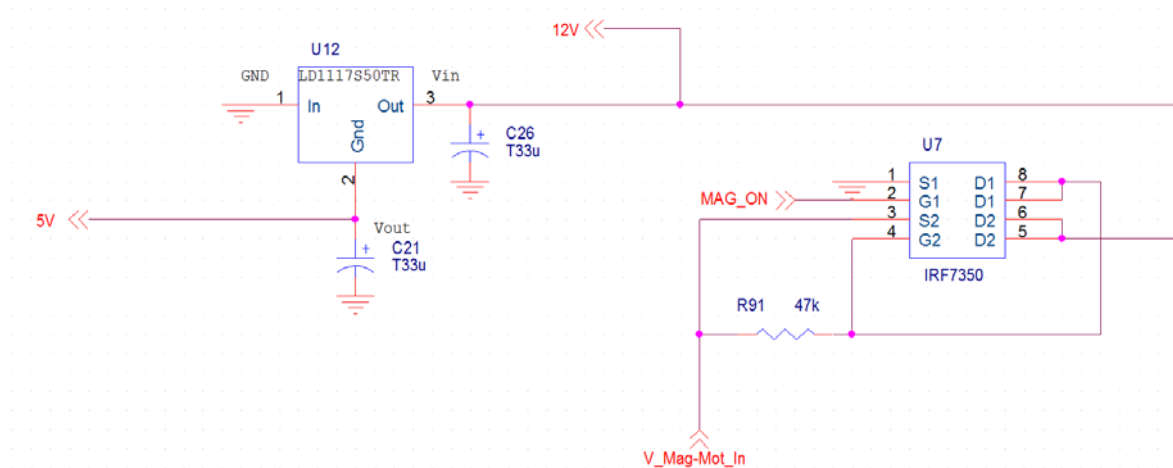 12V
U12
GND LD1117S50TR Vin
1 In Out 3
Gnd
2
C26
T33u
5V
Vout
C21
T33u
U7
MAG_ON
1 S1 D1 8
2 G1 D1 7
3 S2 D2 6
4 G2 D2 5
IRF7350
R91 47k
V_Mag-Mot_In